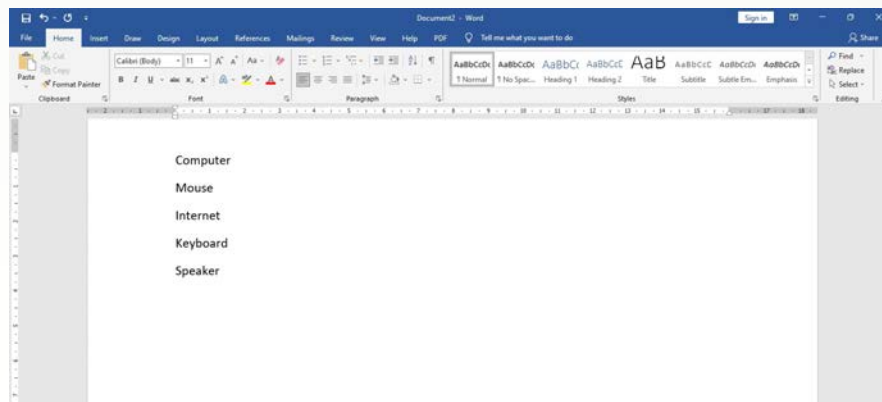 Document2 - Word
Sign in
File Home Insert Draw Design Layout References Mailings Review View Help PDF Tell me what you want to do Share
Paste
Cut
Copy
Format Painter
Calibri (Body) 11
AaBbCcDc AaBbCcDc AaBbCc AaBbCcC AaB AaBbCcC AaBbCcDc AaBbCcDc
¶ Normal ¶ No Spac... Heading 1 Heading 2 Title Subtitle Subtle Em... Emphasis
Find
Replace
Select
Clipboard Font Paragraph Styles Editing
Computer
Mouse
Internet
Keyboard
Speaker